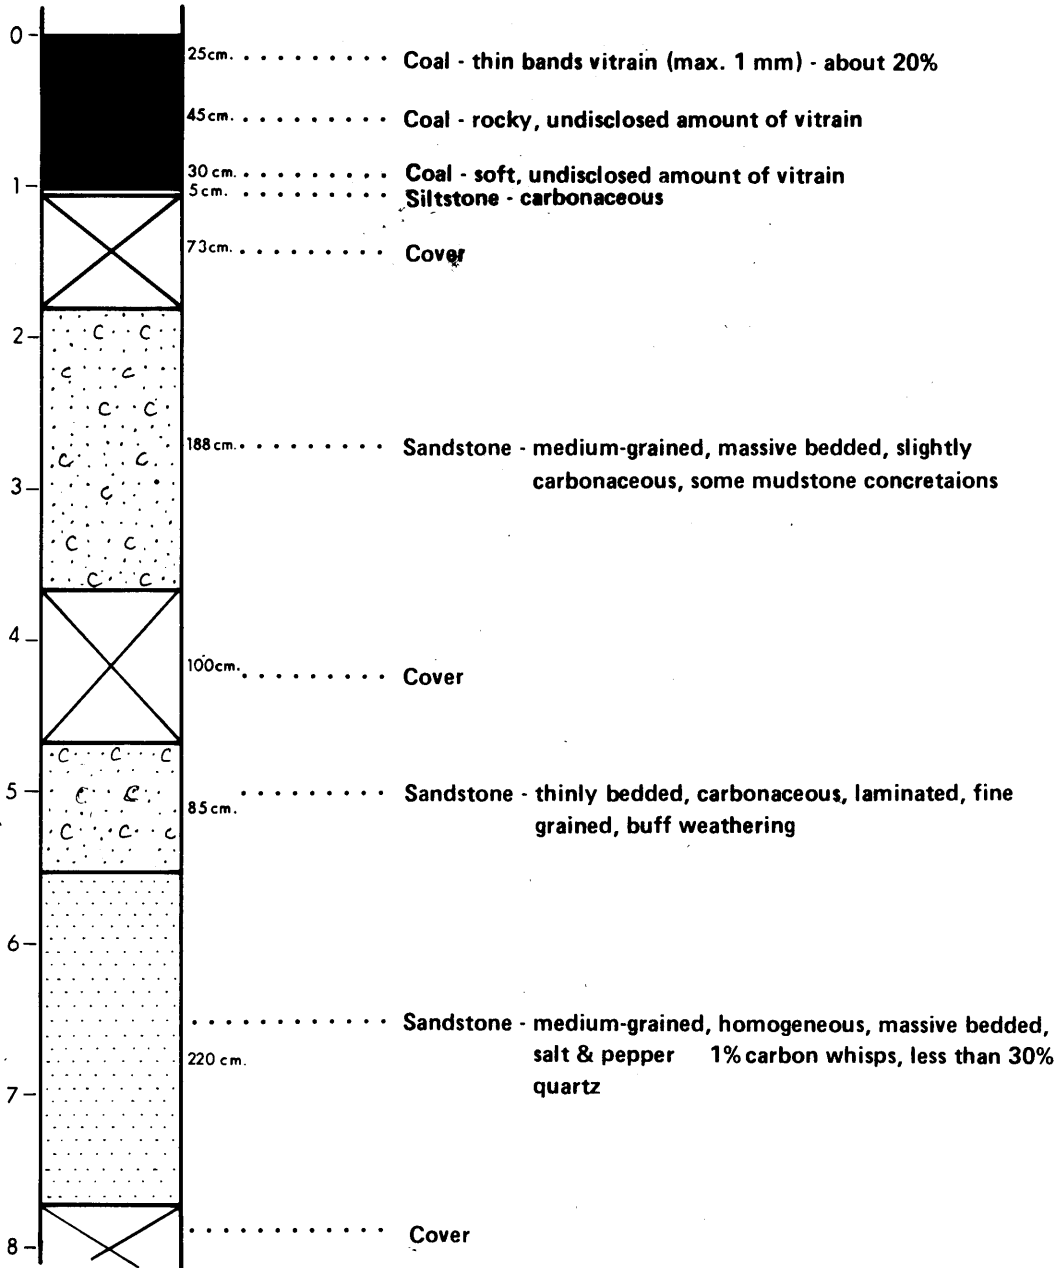 0
25cm. Coal - thin bands vitrain (max. 1 mm) - about 20%
45cm. Coal - rocky, undisclosed amount of vitrain
30 cm. Coal - soft, undisclosed amount of vitrain
1
5cm. Siltstone - carbonaceous
73cm. Cover
2
C C
C C
C C
188cm. Sandstone - medium-grained, massive bedded, slightly
C C
carbonaceous, some mudstone concretaions
3
C
C C
C C
4
100cm. Cover
C C C
5
C C
Sandstone - thinly bedded, carbonaceous, laminated, fine
85cm.
grained, buff weathering
C C C
6
Sandstone - medium-grained, homogeneous, massive bedded,
220 cm. salt & pepper 1% carbon whisps, less than 30%
quartz
7
Cover
8